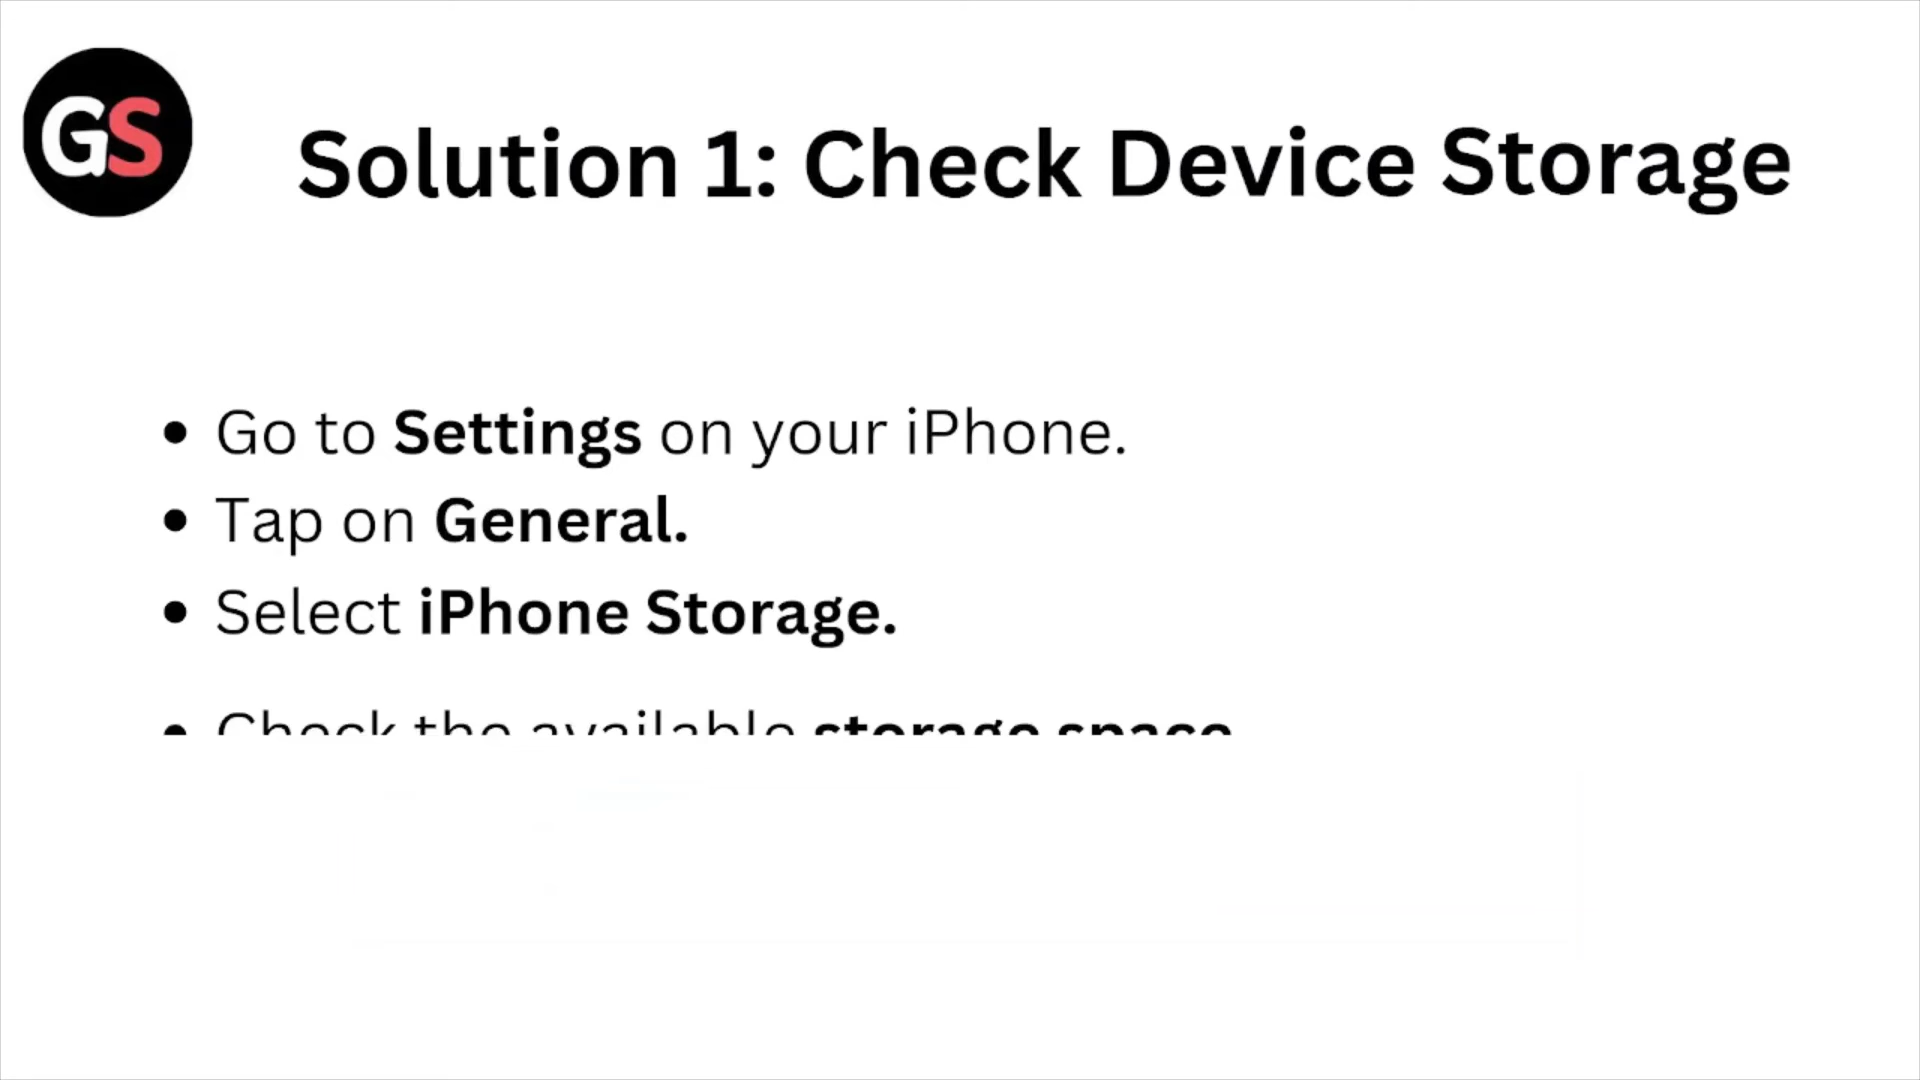 GS
Solution 1: Check Device Storage
Go to Settings on your iPhone.
Tap on General.
Select iPhone Storage.
Check the available storage space